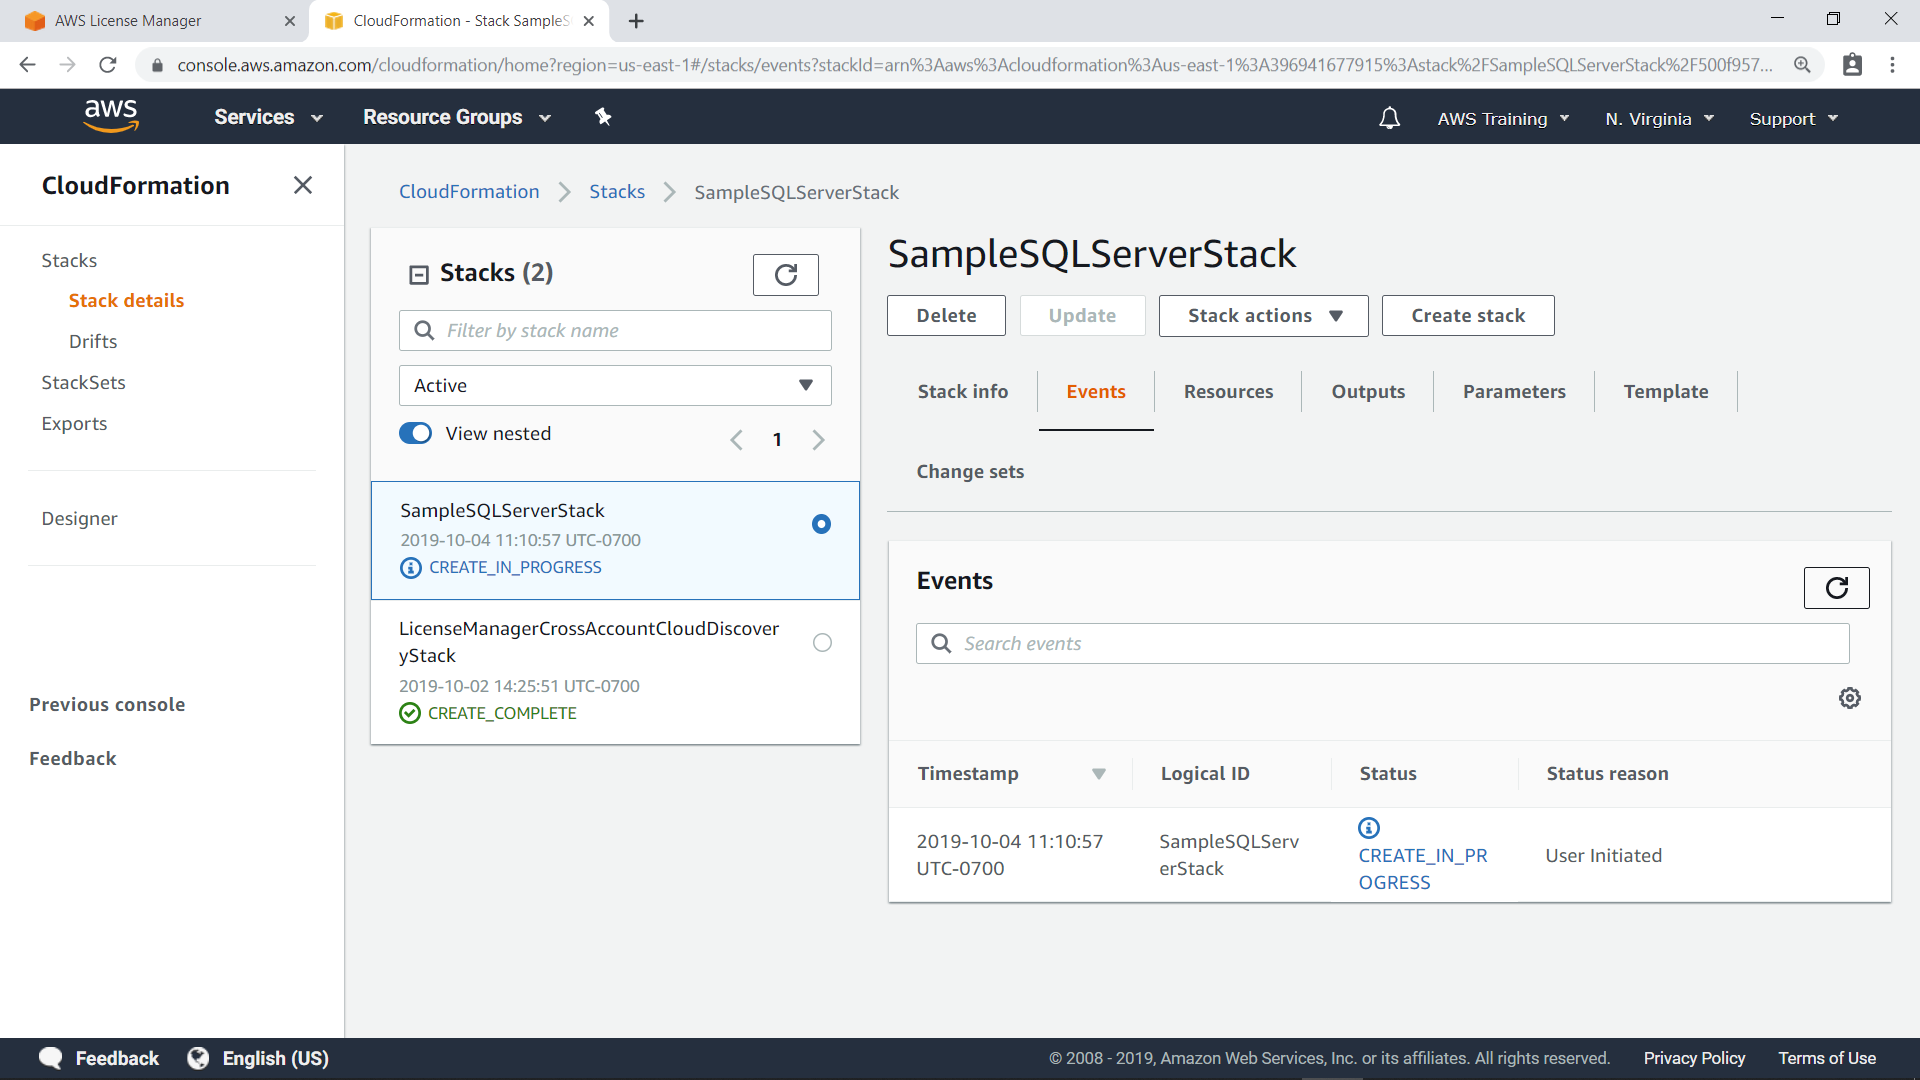 AWS License Manager
CloudFormation - Stack SampleS
console.aws.amazon.com/cloudformation/home?region=us-east-1#/stacks/events?stackId=arn%3Aaws%3Acloudformation%3Aus-east-1%3A396941677915%3Astack%2FSampleSQLServerStack%2F500f957...
aws
Services
Resource Groups
AWS Training
N. Virginia
Support
CloudFormation
Stacks
Stack details
Drifts
StackSets
Exports
Designer
Previous console
Feedback
CloudFormation
Stacks
SampleSQLServerStack
Stacks (2)
Filter by stack name
Active
View nested
1
SampleSQLServerStack
2019-10-04 11:10:57 UTC-0700
CREATE_IN_PROGRESS
LicenseManagerCrossAccountCloudDiscover
yStack
2019-10-02 14:25:51 UTC-0700
CREATE_COMPLETE
SampleSQLServerStack
Delete
Update
Stack actions
Create stack
Stack info
Events
Resources
Outputs
Parameters
Template
Change sets
Events
Search events
Timestamp
Logical ID
Status
Status reason
2019-10-04 11:10:57
UTC-0700
SampleSQLServ
erStack
CREATE_IN_PR
OGRESS
User Initiated
Feedback
English (US)
© 2008 - 2019, Amazon Web Services, Inc. or its affiliates. All rights reserved.
Privacy Policy
Terms of Use